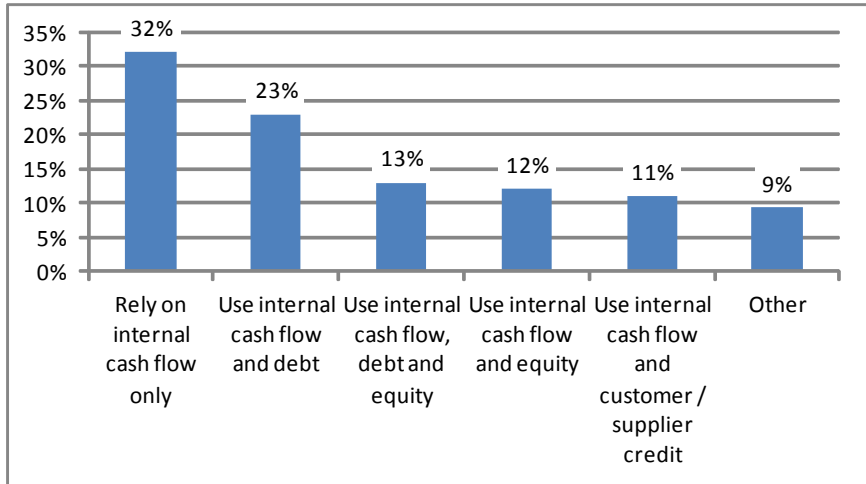 35%
30%
25%
20%
15%
10%
5%
0%
32%
23%
13%
12%
11%
9%
Rely on
internal
cash flow
only
Use internal
cash flow
and debt
Use internal
cash flow,
debt and
equity
Use internal
cash flow
and equity
Use internal
cash flow
and
customer /
supplier
credit
Other